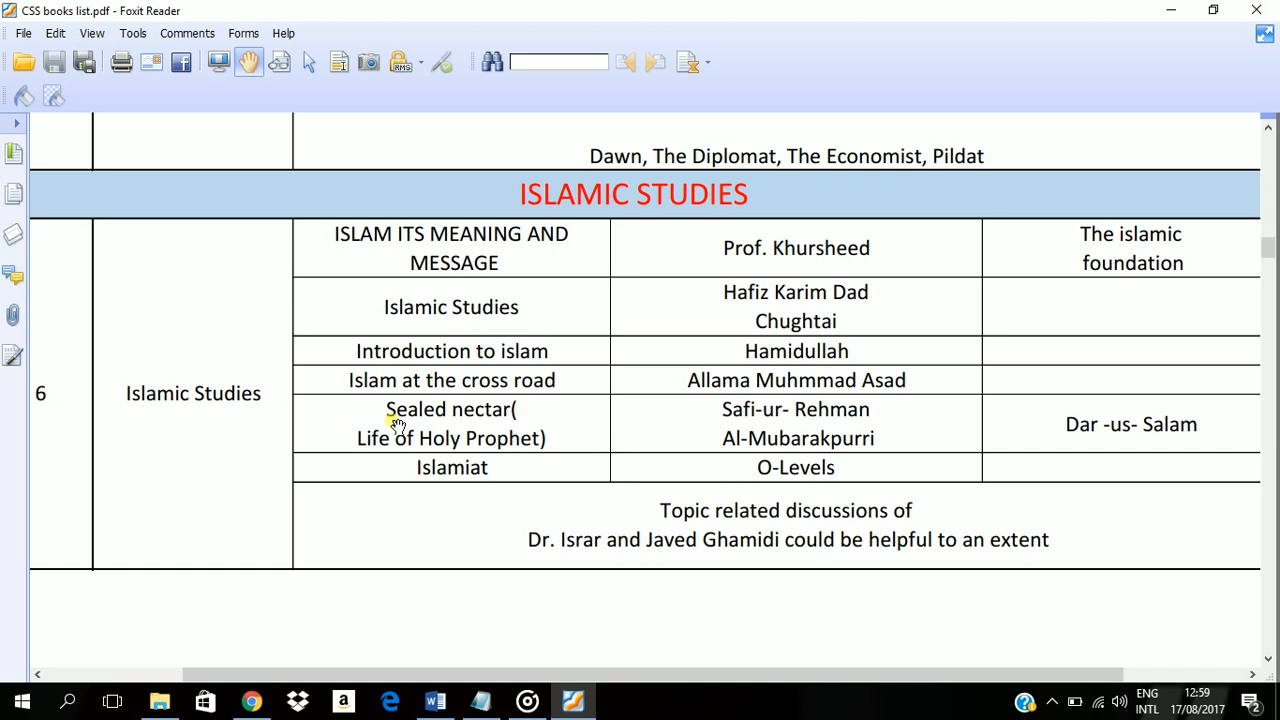 CSS books list.pdf - Foxit Reader
File Edit View Tools Comments Forms Help
RMS
Dawn, The Diplomat, The Economist, Pildat
ISLAMIC STUDIES
6
Islamic Studies
ISLAM ITS MEANING AND
MESSAGE
Prof. Khursheed
The islamic
foundation
Islamic Studies
Hafiz Karim Dad
Chughtai
Introduction to islam
Hamidullah
Islam at the cross road
Allama Muhmmad Asad
Sealed nectar(
Life of Holy Prophet)
Safi-ur- Rehman
Al-Mubarakpurri
Dar -us- Salam
Islamiat
O-Levels
Topic related discussions of
Dr. Israr and Javed Ghamidi could be helpful to an extent
ENG
INTL
12:59
17/08/2017
2